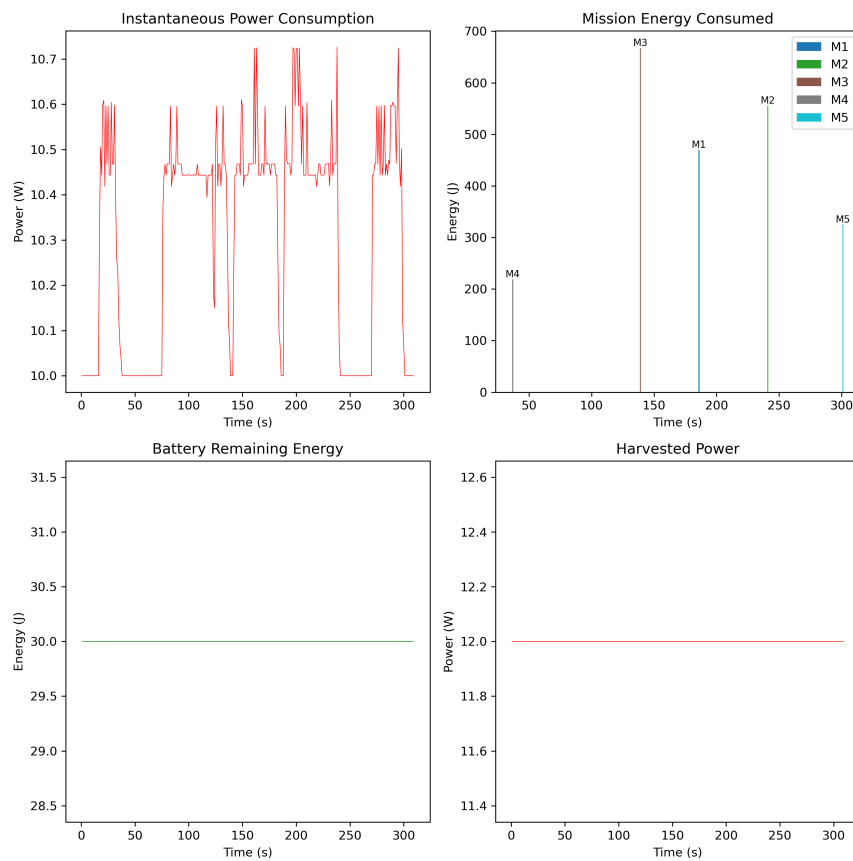 Instantaneous Power Consumption
10.7
10.6
10.5
10.4
10.3
10.2
10.1
10.0
Power (W)
0 50 100 150 200 250 300
Time (s)
Mission Energy Consumed
700
600
500
400
300
200
100
0
Energy (J)
M4
M3
M1
M2
M5
M1
M2
M3
M4
M5
50 100 150 200 250 300
Time (s)
Battery Remaining Energy
31.5
31.0
30.5
30.0
29.5
29.0
28.5
Energy (J)
0 50 100 150 200 250 300
Time (s)
Harvested Power
12.6
12.4
12.2
12.0
11.8
11.6
11.4
Power (W)
0 50 100 150 200 250 300
Time (s)